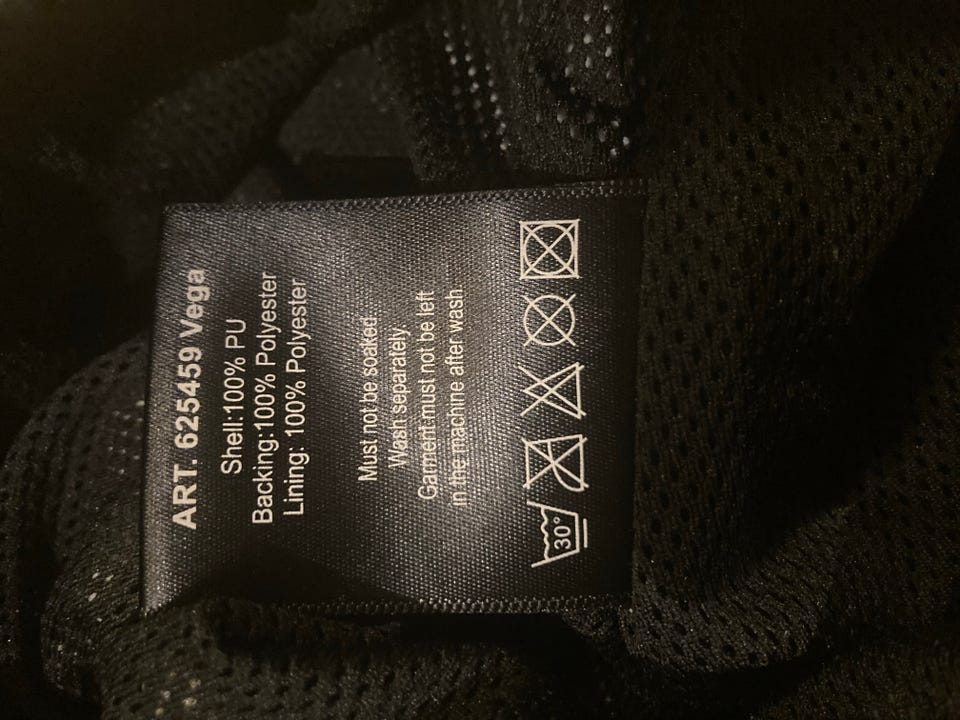 ART. 625459 Vega
Shell:100% PU
Backing:100% Polyester
Lining: 100% Polyester
Must not be soaked
Wash separately
Garment must not be left
in the machine after wash
30°